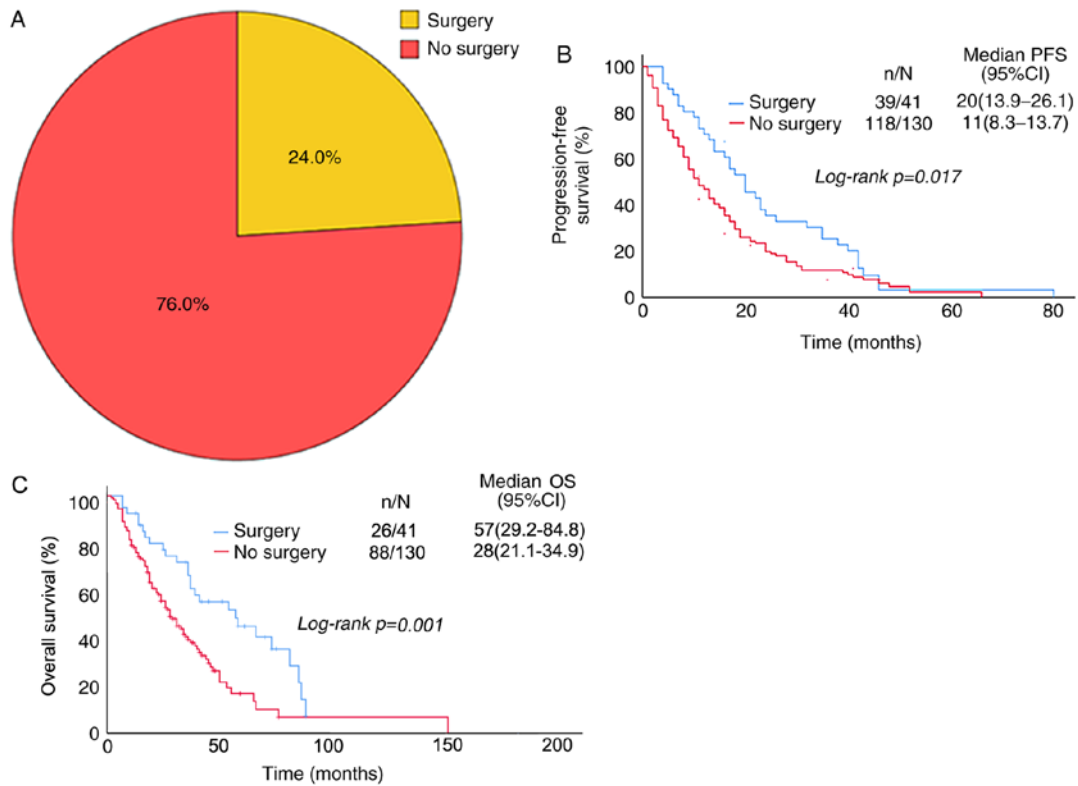 A
Surgery
No surgery
24.0%
76.0%
B
n/N
Median PFS
(95%CI)
Surgery 39/41 20(13.9–26.1)
No surgery 118/130 11(8.3–13.7)
Log-rank p=0.017
Progression-free
survival (%)
100
80
60
40
20
0
0 20 40 60 80
Time (months)
C
n/N
Median OS
(95%CI)
Surgery 26/41 57(29.2-84.8)
No surgery 88/130 28(21.1-34.9)
Log-rank p=0.001
Overall survival (%)
100
80
60
40
20
0
0 50 100 150 200
Time (months)